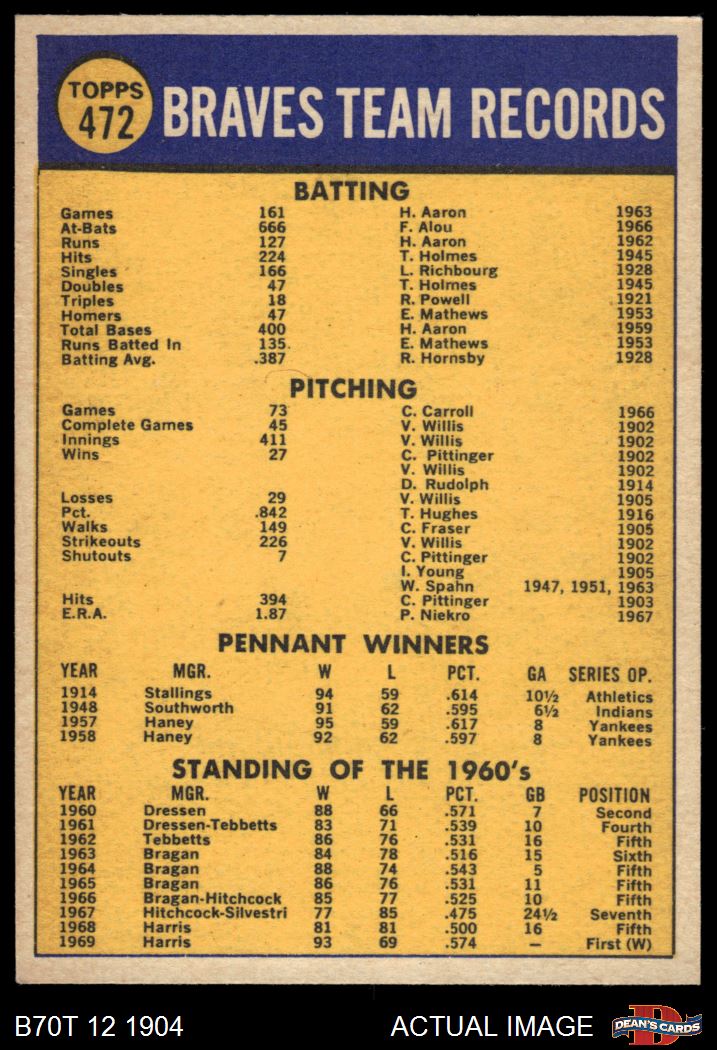 TOPPS
472
BRAVES TEAM RECORDS
BATTING
Games 161 H. Aaron 1963
At-Bats 666 F. Alou 1966
Runs 127 H. Aaron 1962
Hits 224 T. Holmes 1945
Singles 166 L. Richbourg 1928
Doubles 47 T. Holmes 1945
Triples 18 R. Powell 1921
Homers 47 E. Mathews 1953
Total Bases 400 H. Aaron 1959
Runs Batted In 135 E. Mathews 1953
Batting Avg. .387 R. Hornsby 1928
PITCHING
Games 73 C. Carroll 1966
Complete Games 45 V. Willis 1902
Innings 411 V. Willis 1902
Wins 27 C. Pittinger 1902
V. Willis 1902
D. Rudolph 1914
Losses 29 V. Willis 1905
Pct. .842 T. Hughes 1916
Walks 149 C. Fraser 1905
Strikeouts 226 V. Willis 1902
Shutouts 7 C. Pittinger 1902
I. Young 1905
W. Spahn 1947, 1951, 1963
Hits 394 C. Pittinger 1903
E.R.A. 1.87 P. Niekro 1967
PENNANT WINNERS
YEAR MGR. W L PCT. GA SERIES OP.
1914 Stallings 94 59 .614 10½ Athletics
1948 Southworth 91 62 .595 6½ Indians
1957 Haney 95 59 .617 8 Yankees
1958 Haney 92 62 .597 8 Yankees
STANDING OF THE 1960's
YEAR MGR. W L PCT. GB POSITION
1960 Dressen 88 66 .571 7 Second
1961 Dressen-Tebbetts 83 71 .539 10 Fourth
1962 Tebbetts 86 76 .531 16 Fifth
1963 Bragan 84 78 .516 15 Sixth
1964 Bragan 88 74 .543 5 Fifth
1965 Bragan 86 76 .531 11 Fifth
1966 Bragan-Hitchcock 85 77 .525 10 Fifth
1967 Hitchcock-Silvestri 77 85 .475 24½ Seventh
1968 Harris 81 81 .500 16 Fifth
1969 Harris 93 69 .574 — First (W)
B70T 12 1904 ACTUAL IMAGE DEAN'S CARDS